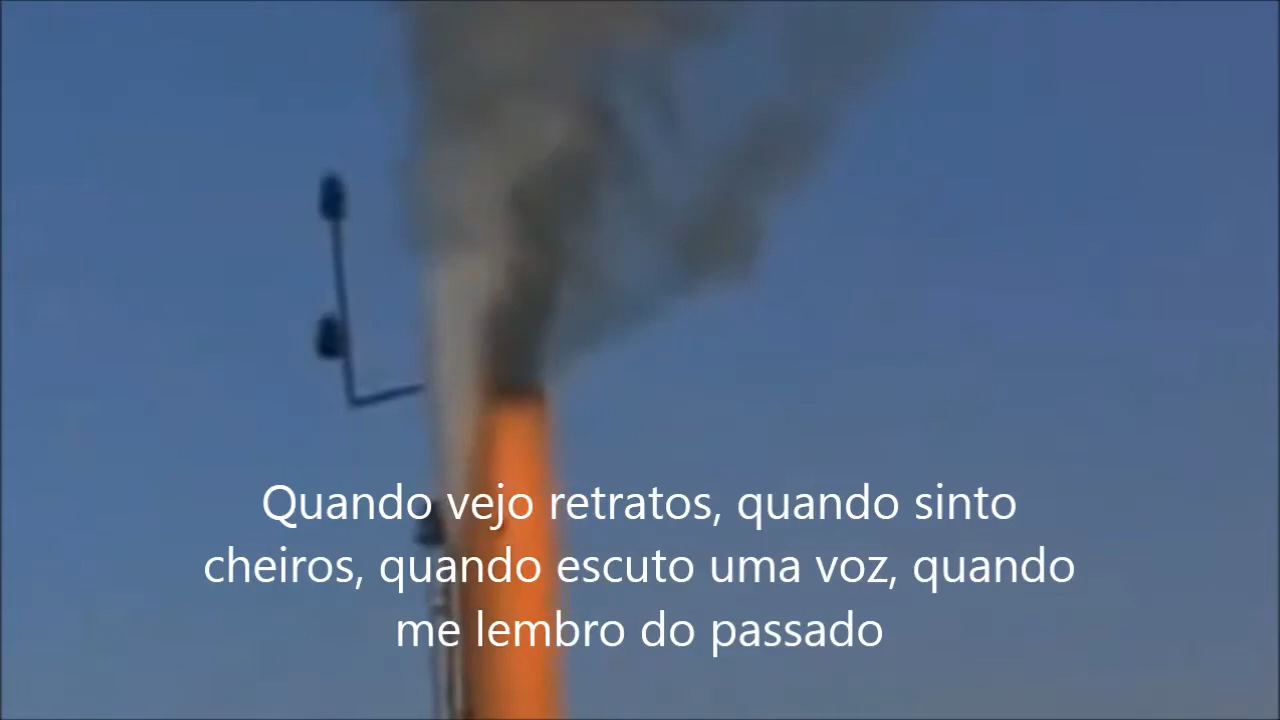 Quando vejo retratos, quando sinto
cheiros, quando escuto uma voz, quando
me lembro do passado